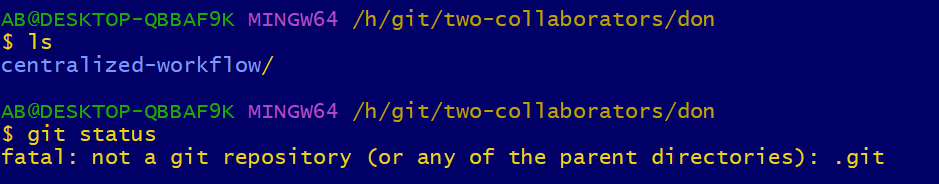 AB@DESKTOP-QBBAF9K MINGW64 /h/git/two-collaborators/don
$ ls
centralized-workflow/
AB@DESKTOP-QBBAF9K MINGW64 /h/git/two-collaborators/don
$ git status
fatal: not a git repository (or any of the parent directories): .git